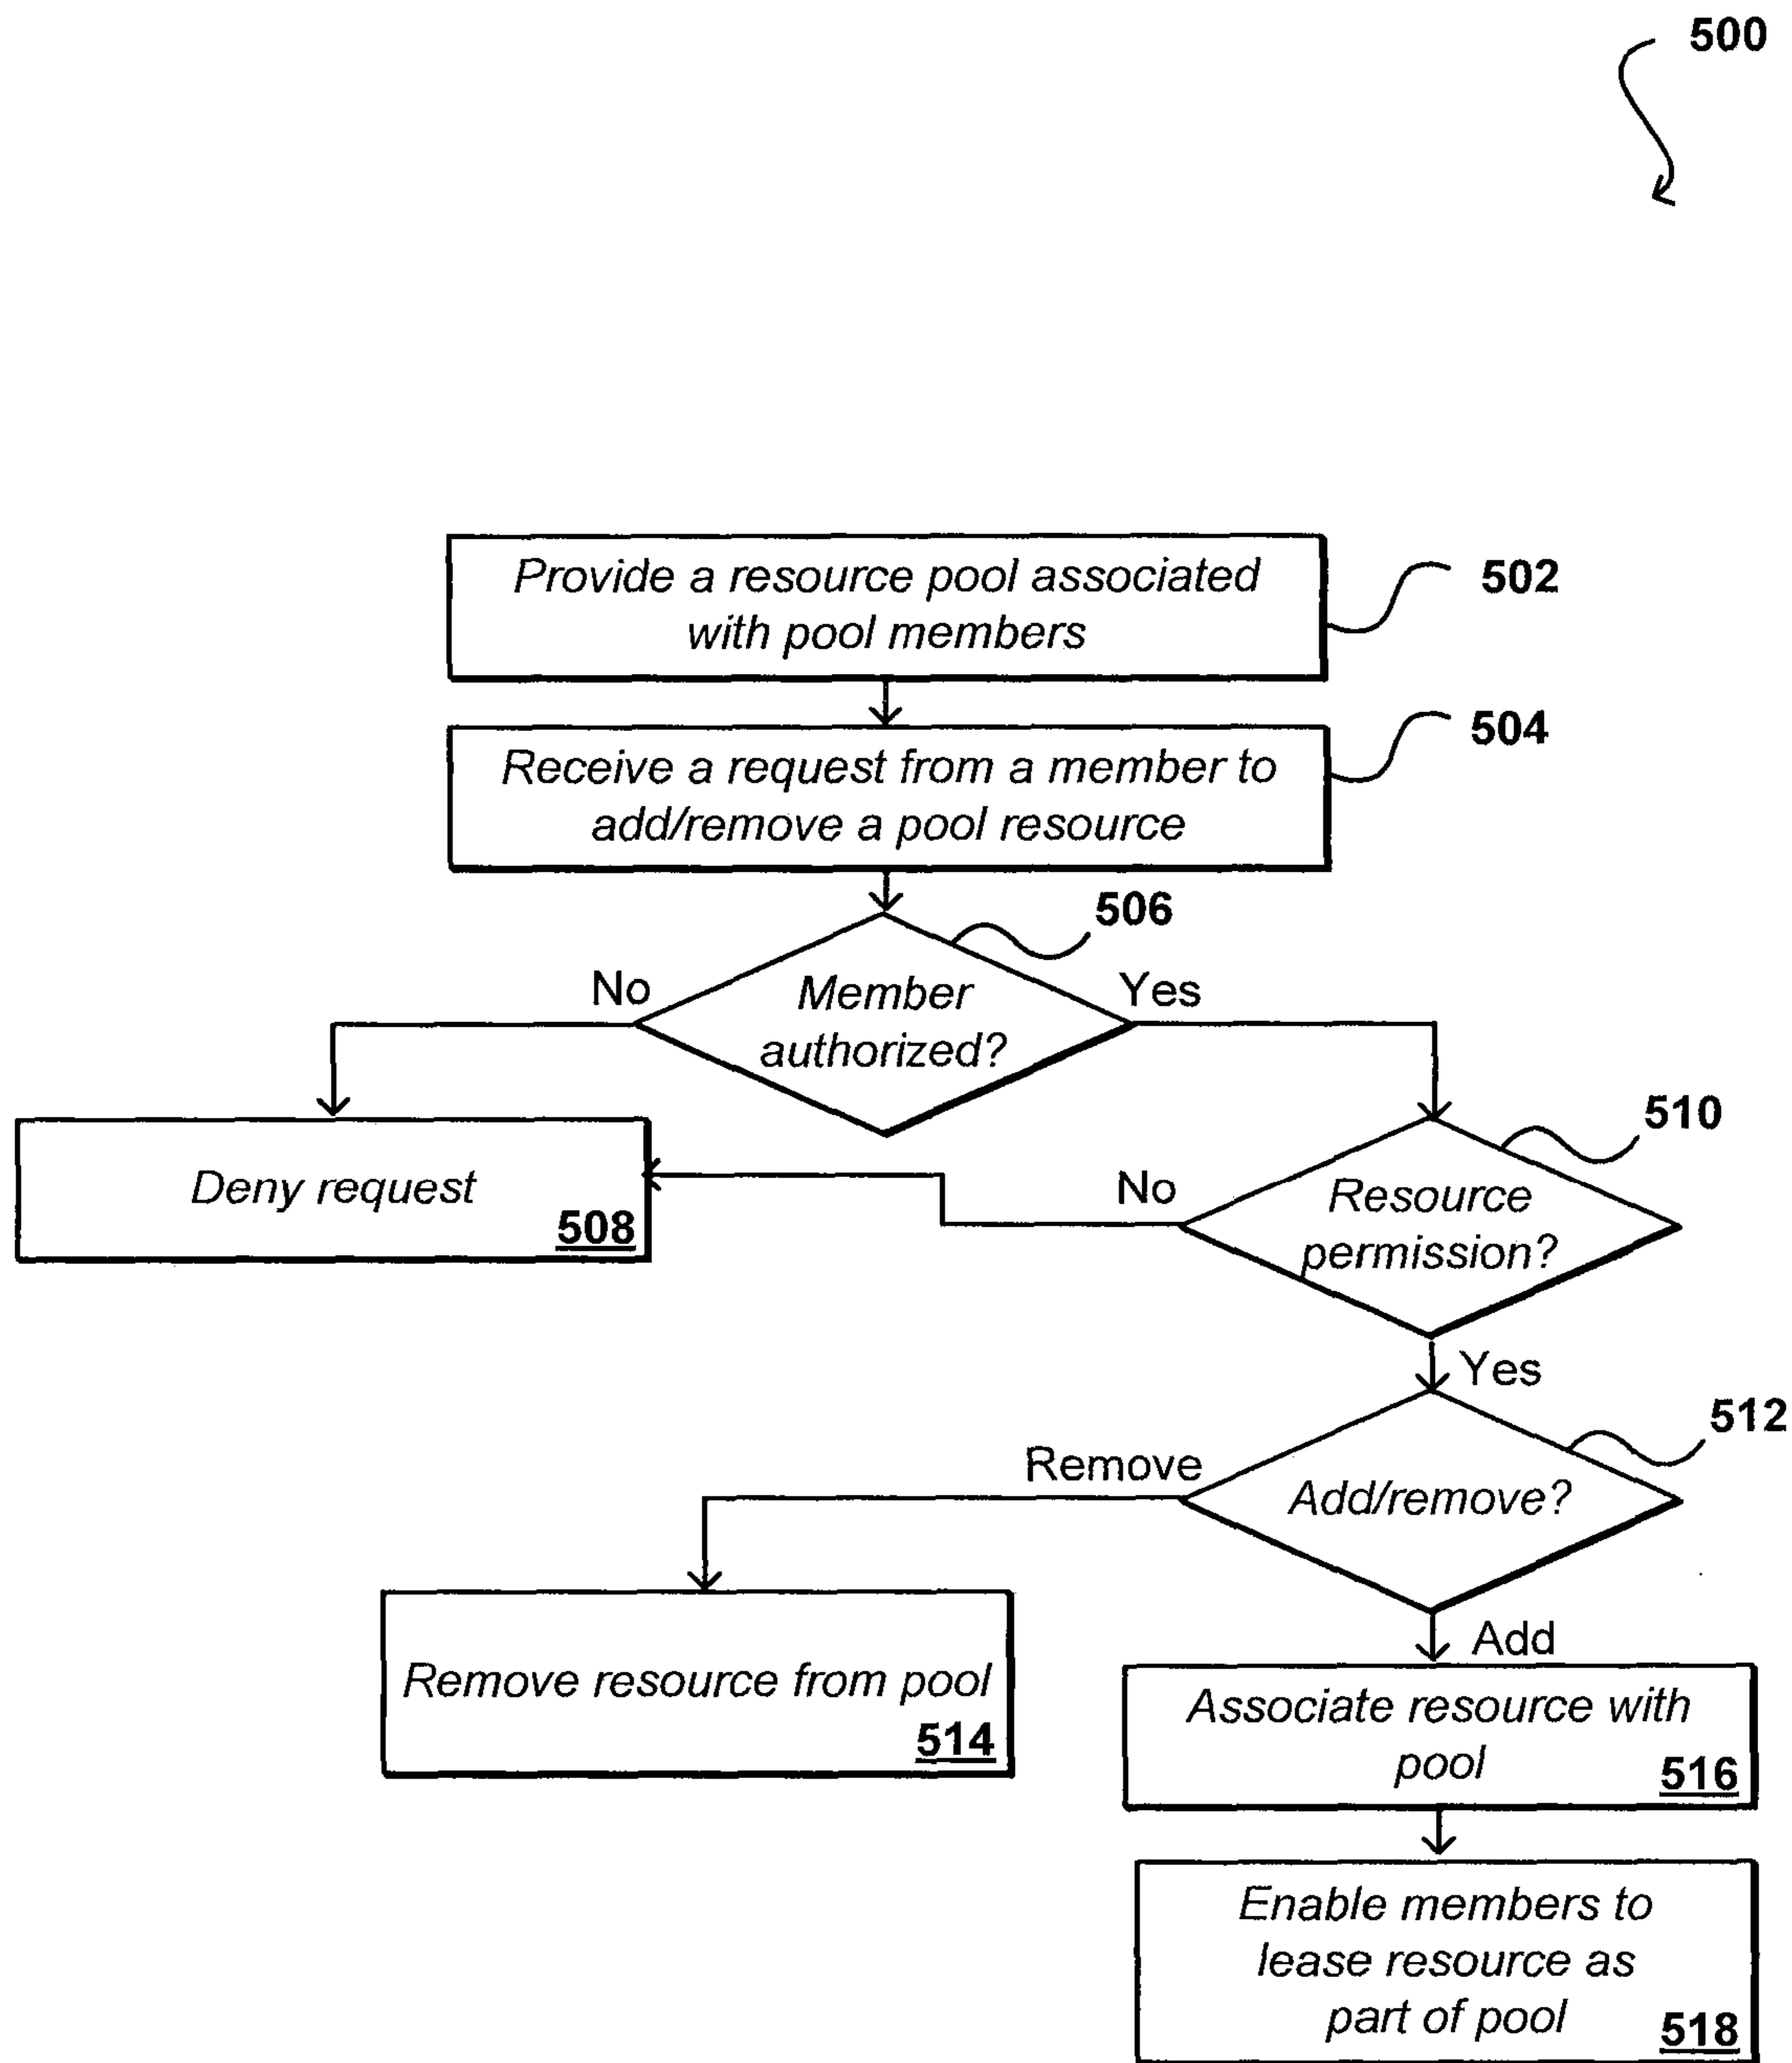 500
Provide a resource pool associated
with pool members
502
Receive a request from a member to
add/remove a pool resource
504
506
No
Member
authorized?
Yes
Deny request
508
510
No
Resource
permission?
Yes
512
Remove
Add/remove?
Add
Remove resource from pool
514
Associate resource with
pool
516
Enable members to
lease resource as
part of pool
518